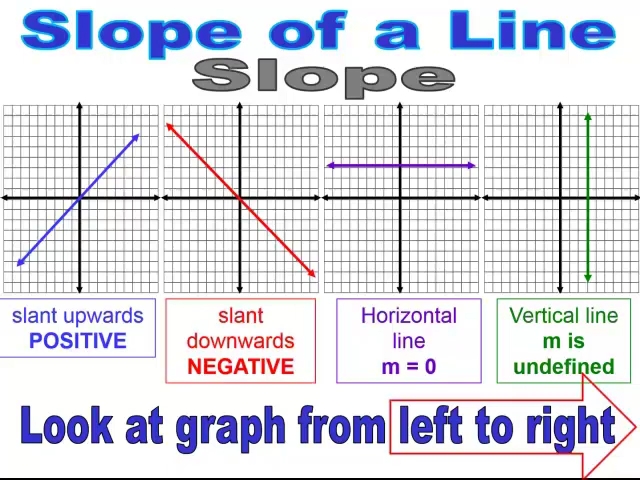 Slope of a Line
Slope
slant upwards
POSITIVE
slant
downwards
NEGATIVE
Horizontal
line
m = 0
Vertical line
m is
undefined
Look at graph from left to right